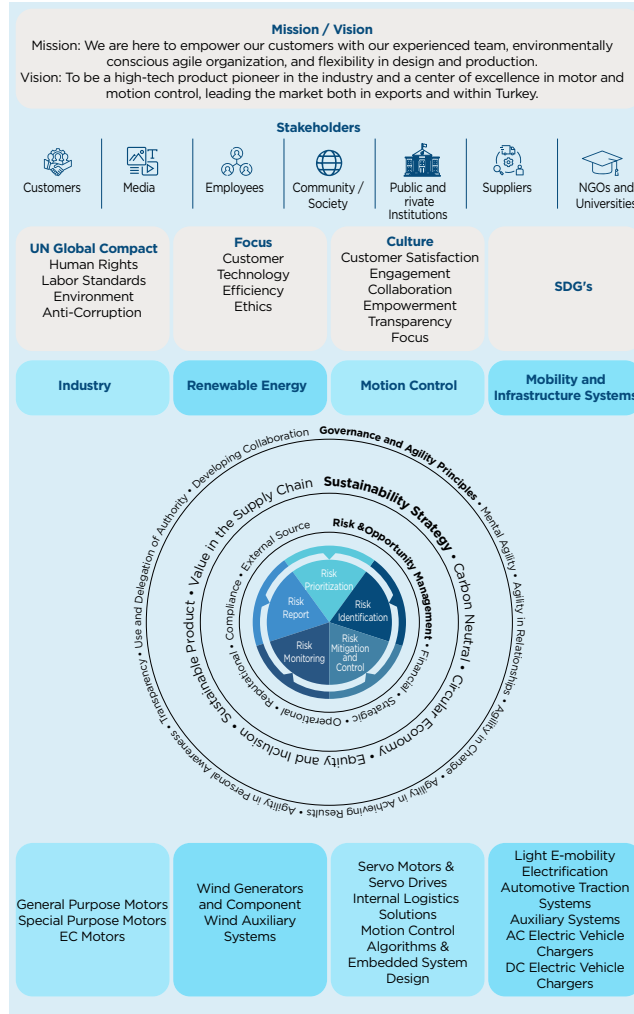 Mission / Vision
Mission: We are here to empower our customers with our experienced team, environmentally
conscious agile organization, and flexibility in design and production.
Vision: To be a high-tech product pioneer in the industry and a center of excellence in motor and
motion control, leading the market both in exports and within Turkey.
Stakeholders
Customers
Media
Employees
Community /
Society
Public and
rivate
Institutions
Suppliers
NGOs and
Universities
UN Global Compact
Human Rights
Labor Standards
Environment
Anti-Corruption
Focus
Customer
Technology
Efficiency
Ethics
Culture
Customer Satisfaction
Engagement
Collaboration
Empowerment
Transparency
Focus
SDG's
Industry
Renewable Energy
Motion Control
Mobility and
Infrastructure Systems
Governance and Agility Principles • Mental Agility • Agility in Relationships • Agility in Change • Agility in Achieving Results • Agility in Personal Awareness • Transparency • Use and Delegation of Authority • Developing Collaboration
Sustainability Strategy • Carbon Neutral • Circular Economy • Equity and Inclusion • Sustainable Product • Value in the Supply Chain
Risk &Opportunity Management • Financial • Strategic • Operational • Reputational • Compliance • External Source
Risk
Prioritization
Risk
Identification
Risk
Mitigation
and
Control
Risk
Monitoring
Risk
Report
General Purpose Motors
Special Purpose Motors
EC Motors
Wind Generators
and Component
Wind Auxiliary
Systems
Servo Motors &
Servo Drives
Internal Logistics
Solutions
Motion Control
Algorithms &
Embedded System
Design
Light E-mobility
Electrification
Automotive Traction
Systems
Auxiliary Systems
AC Electric Vehicle
Chargers
DC Electric Vehicle
Chargers